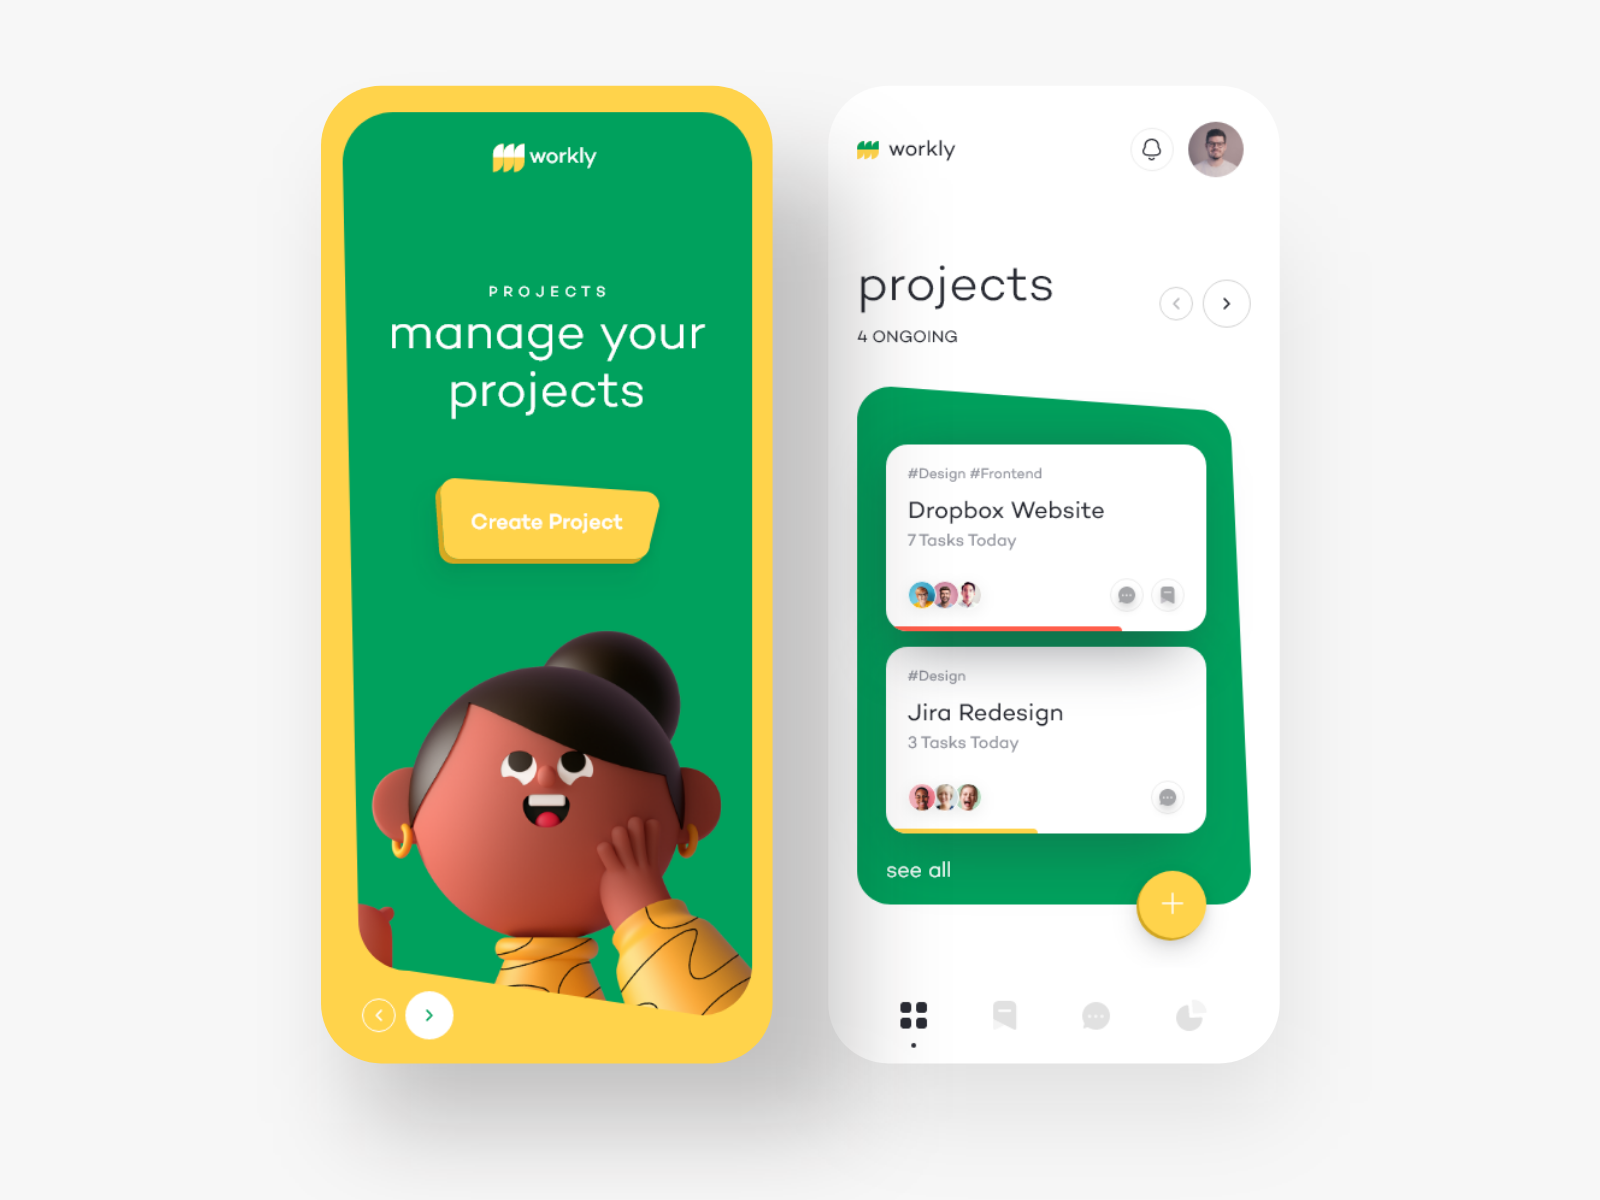 workly
PROJECTS
manage your
projects
Create Project
workly
projects
4 ONGOING
#Design #Frontend
Dropbox Website
7 Tasks Today
#Design
Jira Redesign
3 Tasks Today
see all